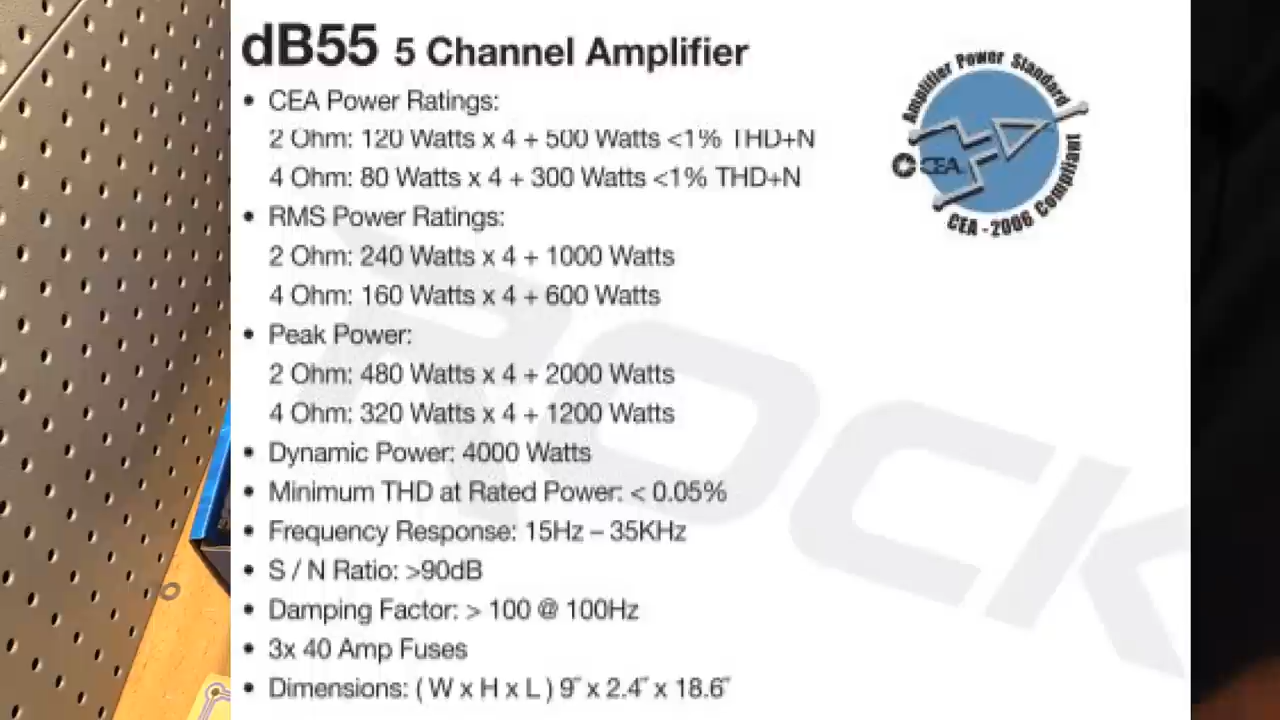 dB55 5 Channel Amplifier
• CEA Power Ratings:
2 Ohm: 120 Watts x 4 + 500 Watts <1% THD+N
4 Ohm: 80 Watts x 4 + 300 Watts <1% THD+N
• RMS Power Ratings:
2 Ohm: 240 Watts x 4 + 1000 Watts
4 Ohm: 160 Watts x 4 + 600 Watts
• Peak Power:
2 Ohm: 480 Watts x 4 + 2000 Watts
4 Ohm: 320 Watts x 4 + 1200 Watts
• Dynamic Power: 4000 Watts
• Minimum THD at Rated Power: < 0.05%
• Frequency Response: 15Hz – 35KHz
• S / N Ratio: >90dB
• Damping Factor: > 100 @ 100Hz
• 3x 40 Amp Fuses
• Dimensions: ( W x H x L ) 9˝ x 2.4˝ x 18.6˝
Amplifier Power Standard
CEA
CEA - 2006 Compliant
ROCK